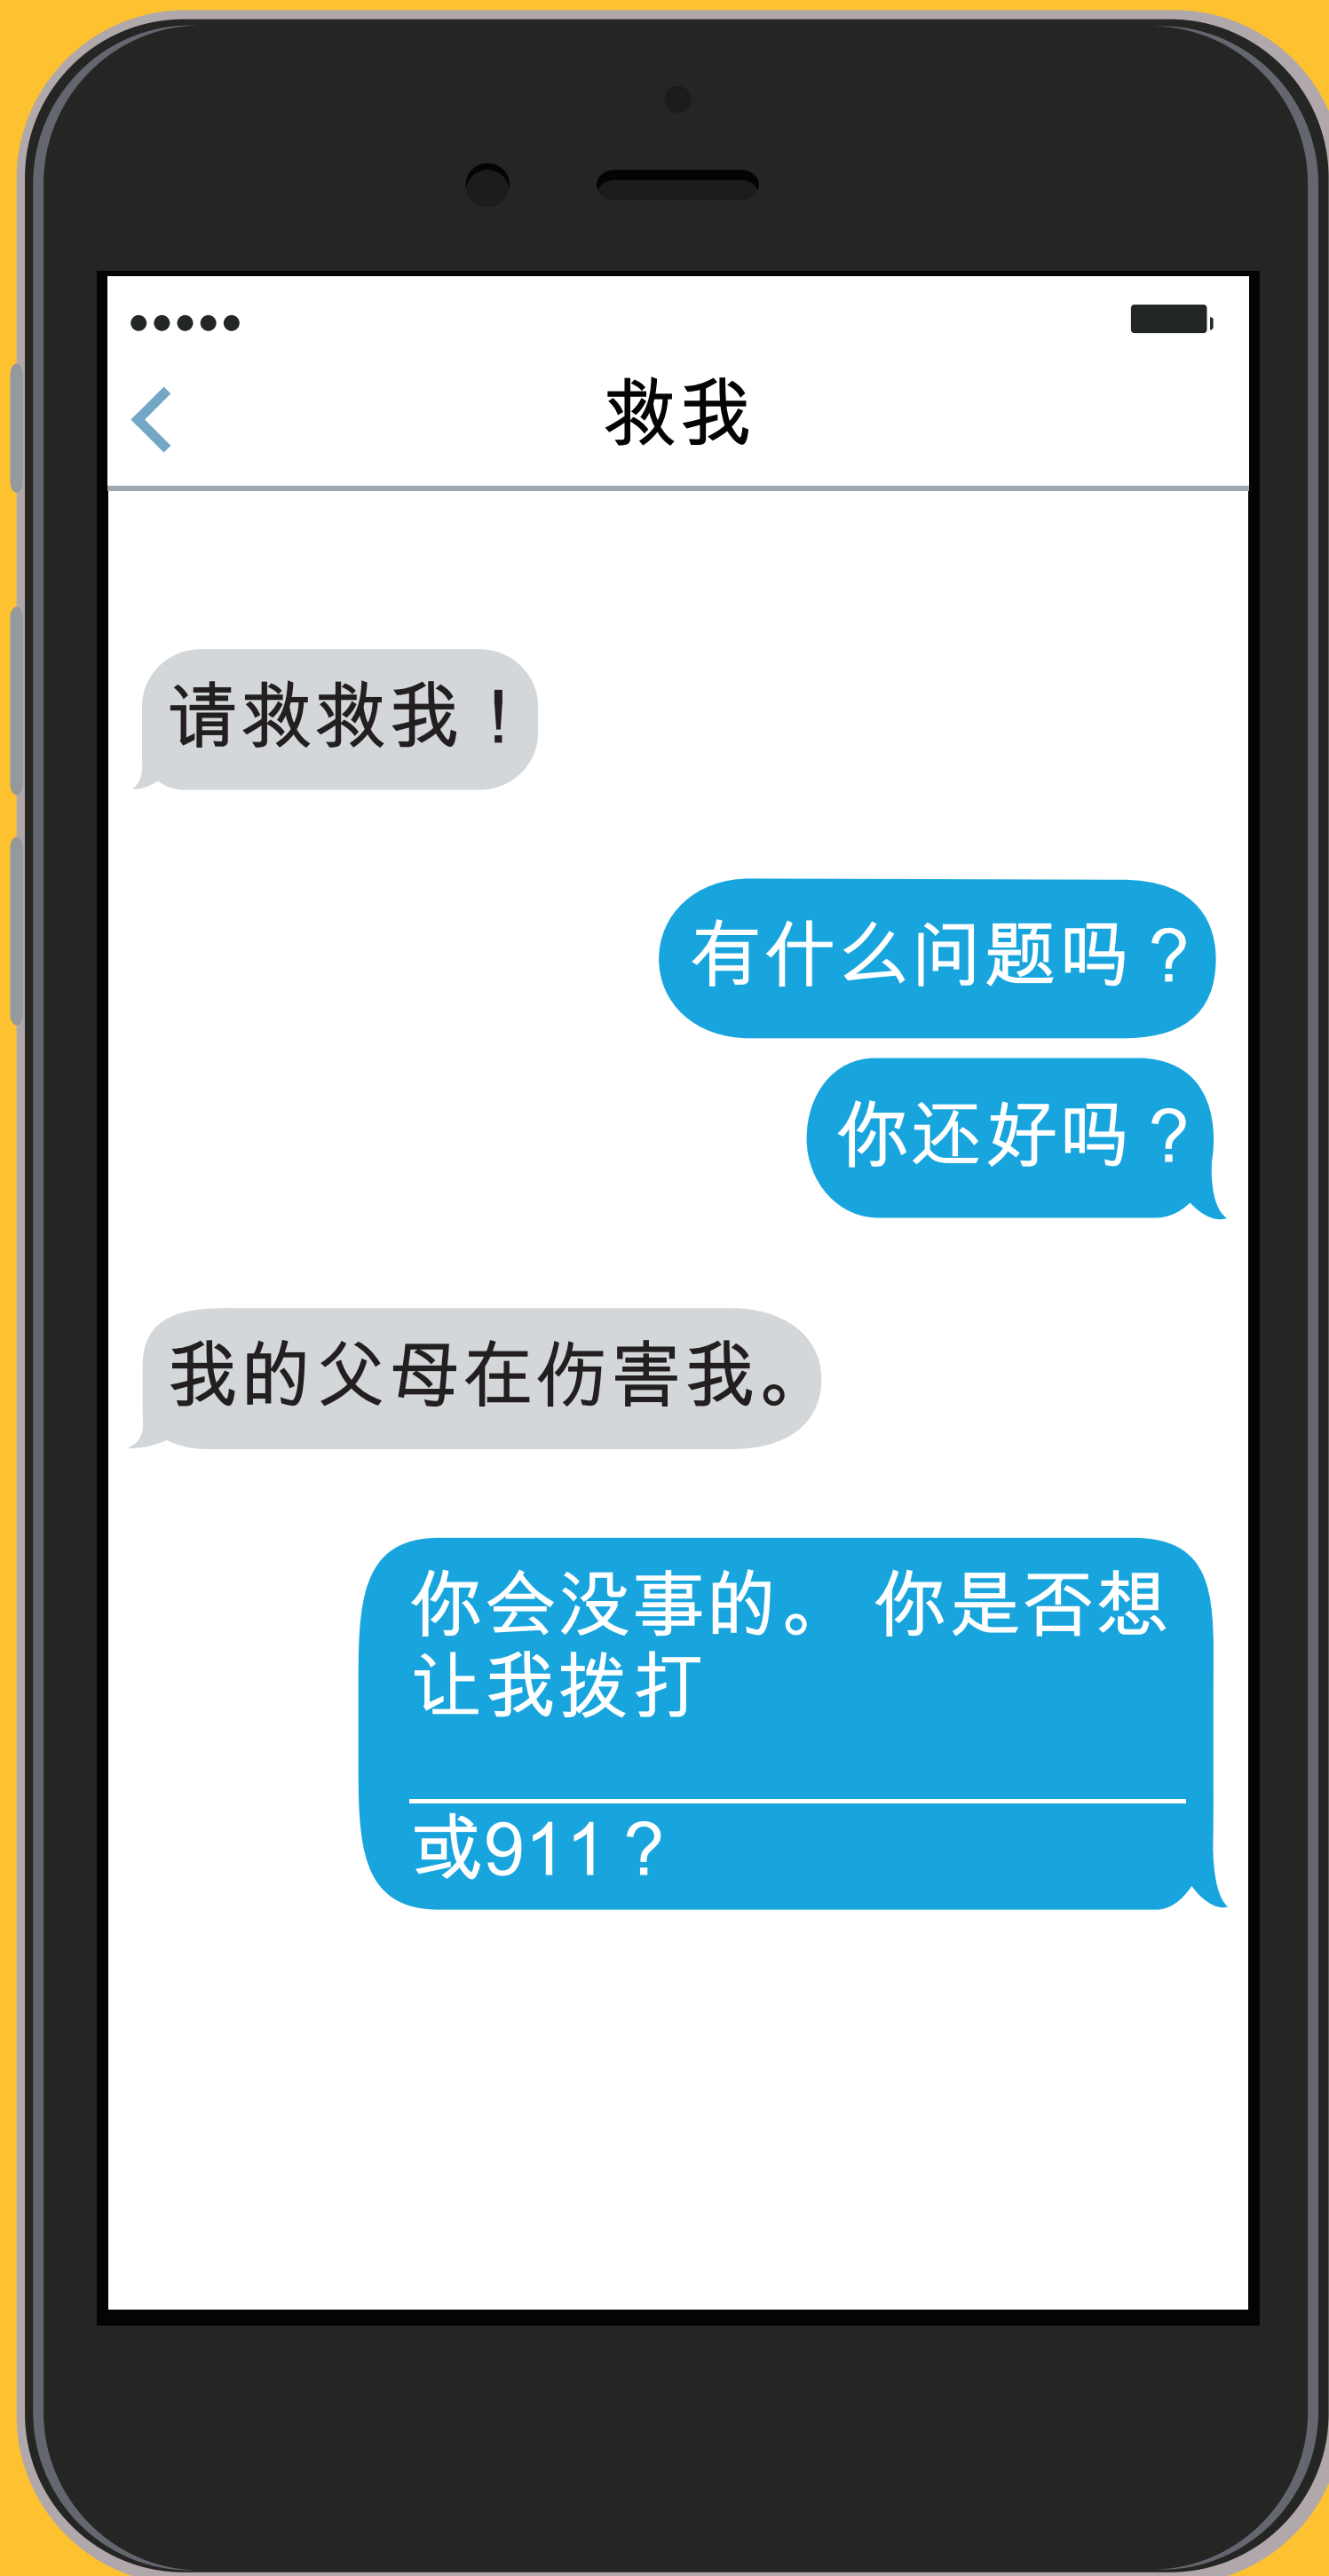 救我
请救救我！
有什么问题吗？
你还好吗？
我的父母在伤害我。
你会没事的。 你是否想
让我拨打
或911？